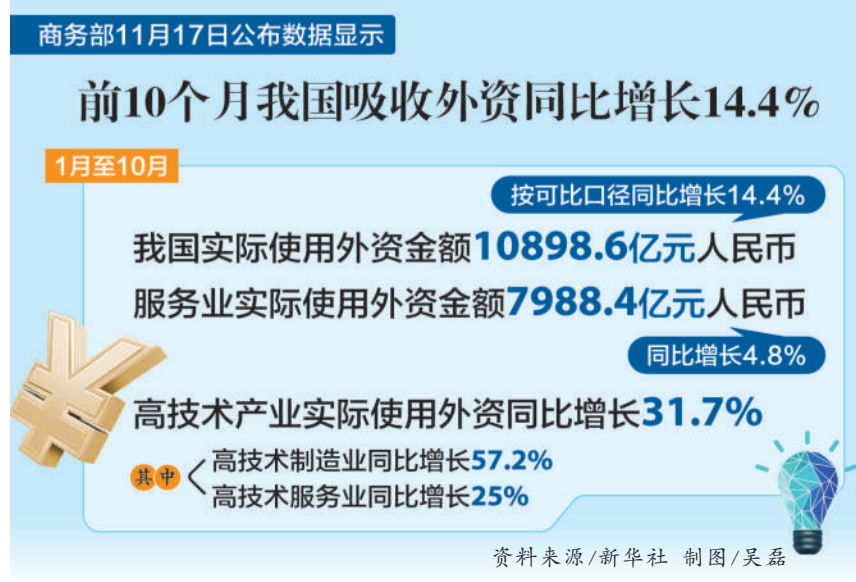 商务部11月17日公布数据显示
前10个月我国吸收外资同比增长14.4%
1月至10月
按可比口径同比增长14.4%
我国实际使用外资金额10898.6亿元人民币
服务业实际使用外资金额7988.4亿元人民币
同比增长4.8%
高技术产业实际使用外资同比增长31.7%
其中
高技术制造业同比增长57.2%
高技术服务业同比增长25%
资料来源/新华社 制图/吴磊